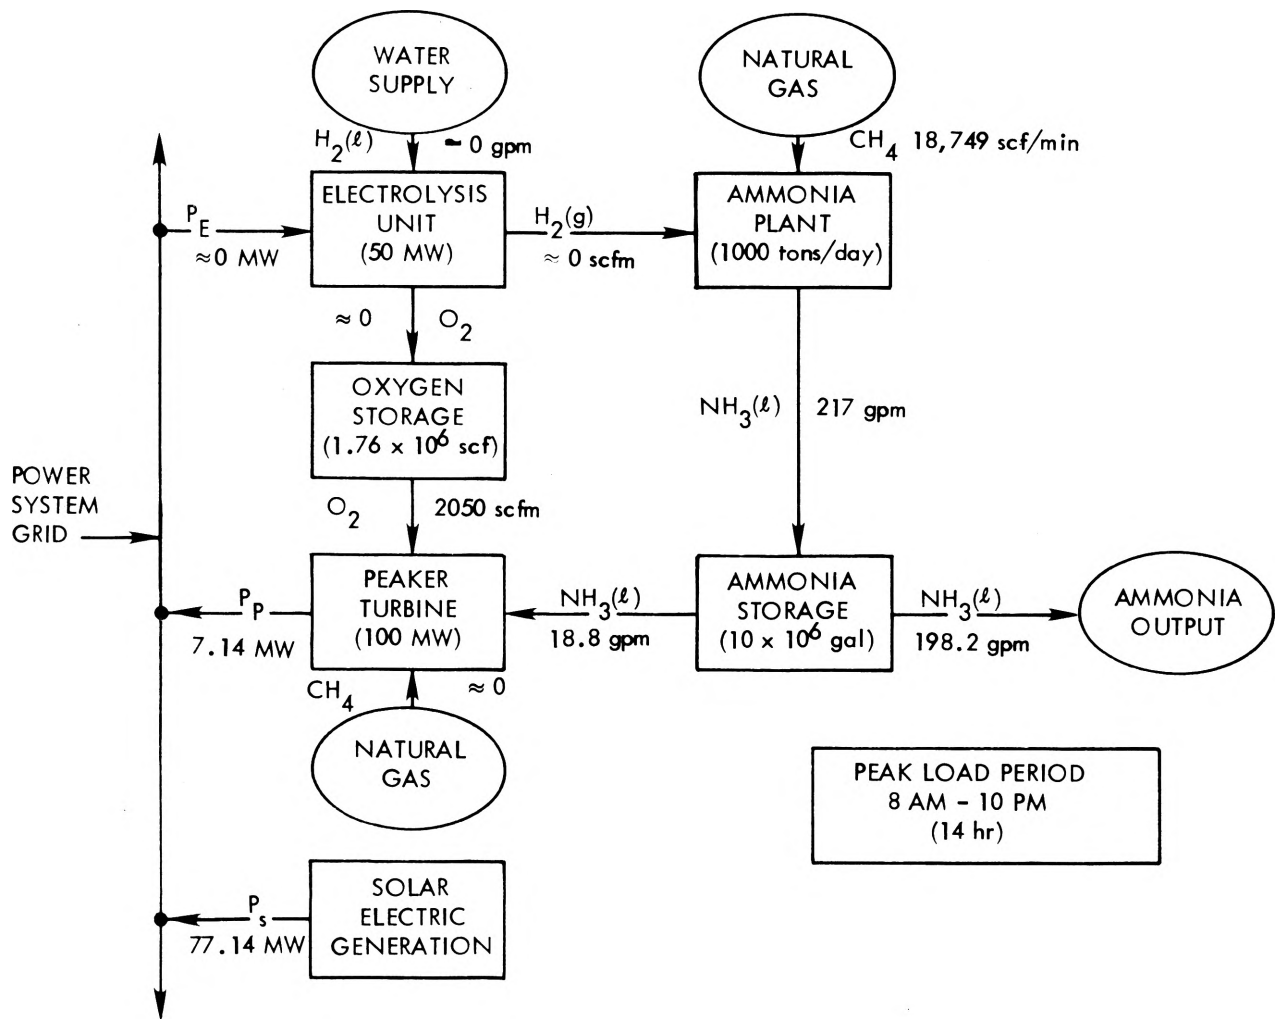 WATER
SUPPLY
NATURAL
GAS
H2(ℓ)
≈ 0 gpm
CH4 18,749 scf/min
ELECTROLYSIS
UNIT
(50 MW)
AMMONIA
PLANT
(1000 tons/day)
PE
≈0 MW
H2(g)
≈ 0 scfm
≈ 0 O2
OXYGEN
STORAGE
(1.76 x 10^6 scf)
NH3(ℓ) 217 gpm
POWER
SYSTEM
GRID
O2 2050 scfm
PEAKER
TURBINE
(100 MW)
AMMONIA
STORAGE
(10 x 10^6 gal)
AMMONIA
OUTPUT
PP
7.14 MW
NH3(ℓ)
18.8 gpm
NH3(ℓ)
198.2 gpm
CH4 ≈ 0
NATURAL
GAS
PEAK LOAD PERIOD
8 AM - 10 PM
(14 hr)
Ps
77.14 MW
SOLAR
ELECTRIC
GENERATION